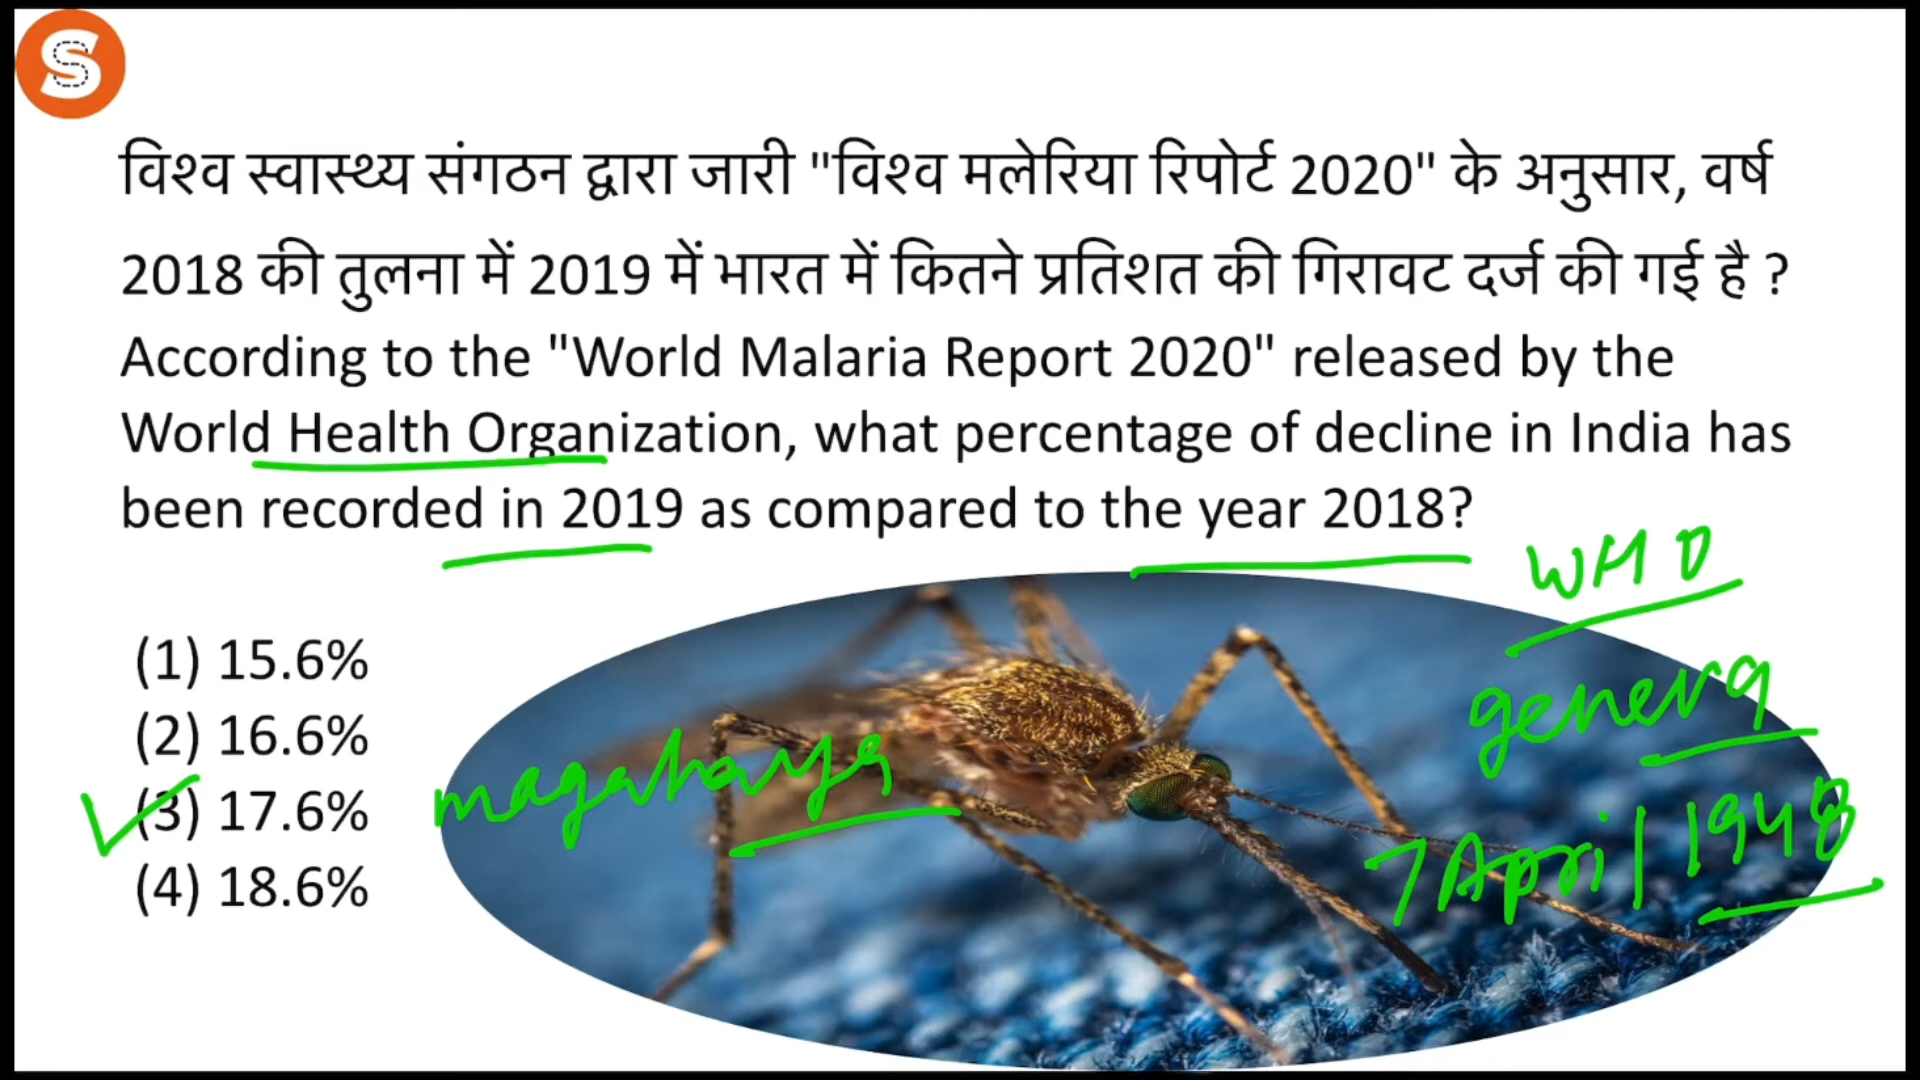 S
विश्व स्वास्थ्य संगठन द्वारा जारी "विश्व मलेरिया रिपोर्ट 2020" के अनुसार, वर्ष
2018 की तुलना में 2019 में भारत में कितने प्रतिशत की गिरावट दर्ज की गई है ?
According to the "World Malaria Report 2020" released by the
World Health Organization, what percentage of decline in India has
been recorded in 2019 as compared to the year 2018?
WHO
geneva
7 April 1948
(1) 15.6%
(2) 16.6%
(3) 17.6%
(4) 18.6%